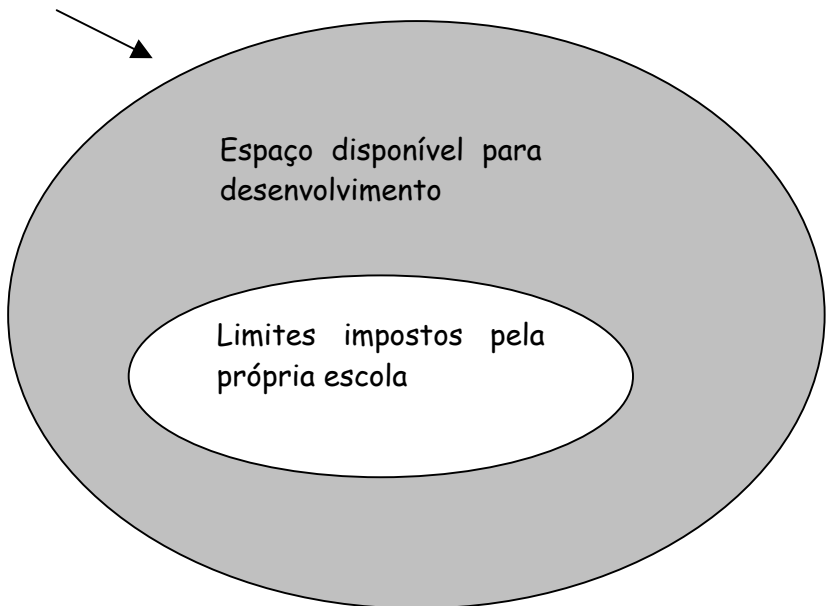 Espaço disponível para
desenvolvimento
Limites impostos pela
própria escola